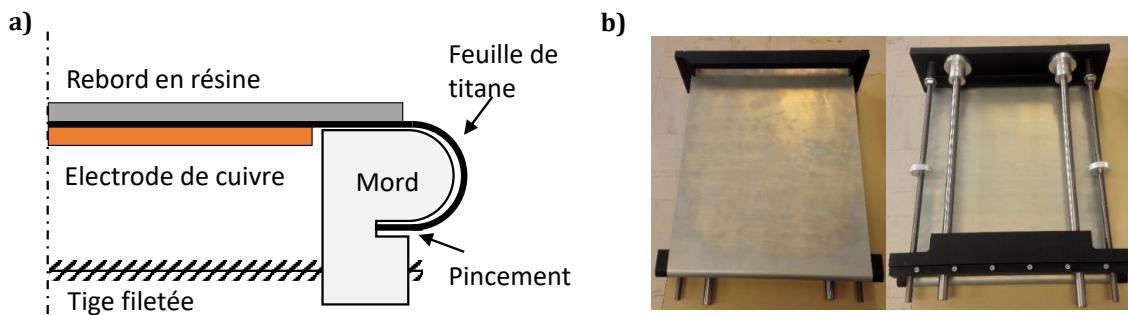 a)
Rebord en résine
Feuille de
titane
Electrode de cuivre
Mord
Pincement
Tige filetée
b)